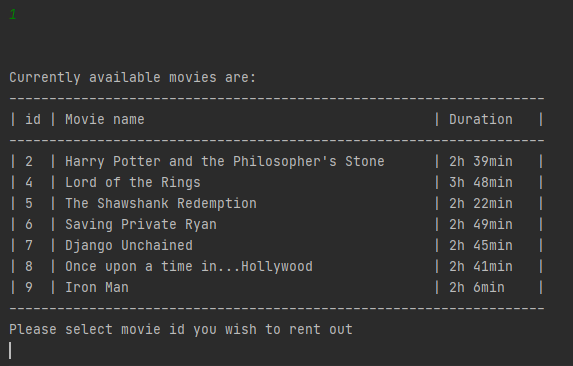 1
Currently available movies are:
-------------------------------------------------------------------
| id | Movie name                                    | Duration   |
-------------------------------------------------------------------
| 2  | Harry Potter and the Philosopher's Stone      | 2h 39min   |
| 4  | Lord of the Rings                             | 3h 48min   |
| 5  | The Shawshank Redemption                      | 2h 22min   |
| 6  | Saving Private Ryan                           | 2h 49min   |
| 7  | Django Unchained                              | 2h 45min   |
| 8  | Once upon a time in...Hollywood               | 2h 41min   |
| 9  | Iron Man                                      | 2h 6min    |
-------------------------------------------------------------------
Please select movie id you wish to rent out